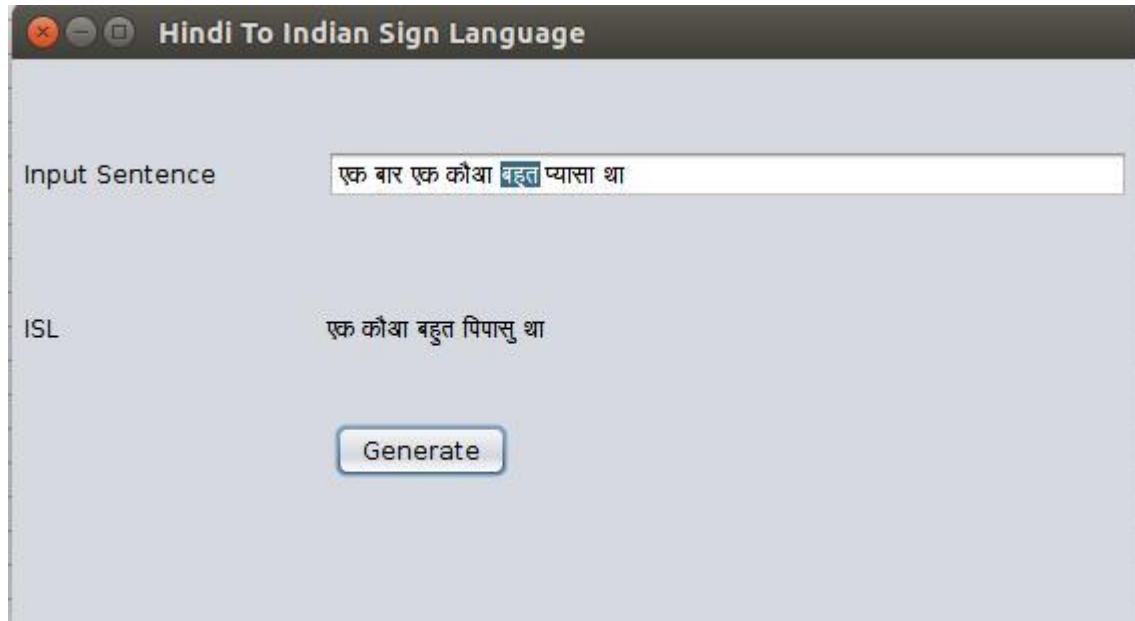 Hindi To Indian Sign Language
Input Sentence एक बार एक कौआ बहुत प्यासा था
ISL एक कौआ बहुत पिपासु था
Generate